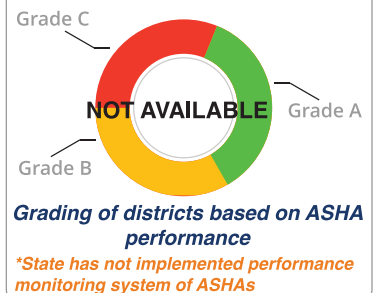 Grade C
NOT AVAILABLE
Grade A
Grade B
Grading of districts based on ASHA
performance
*State has not implemented performance
monitoring system of ASHAs